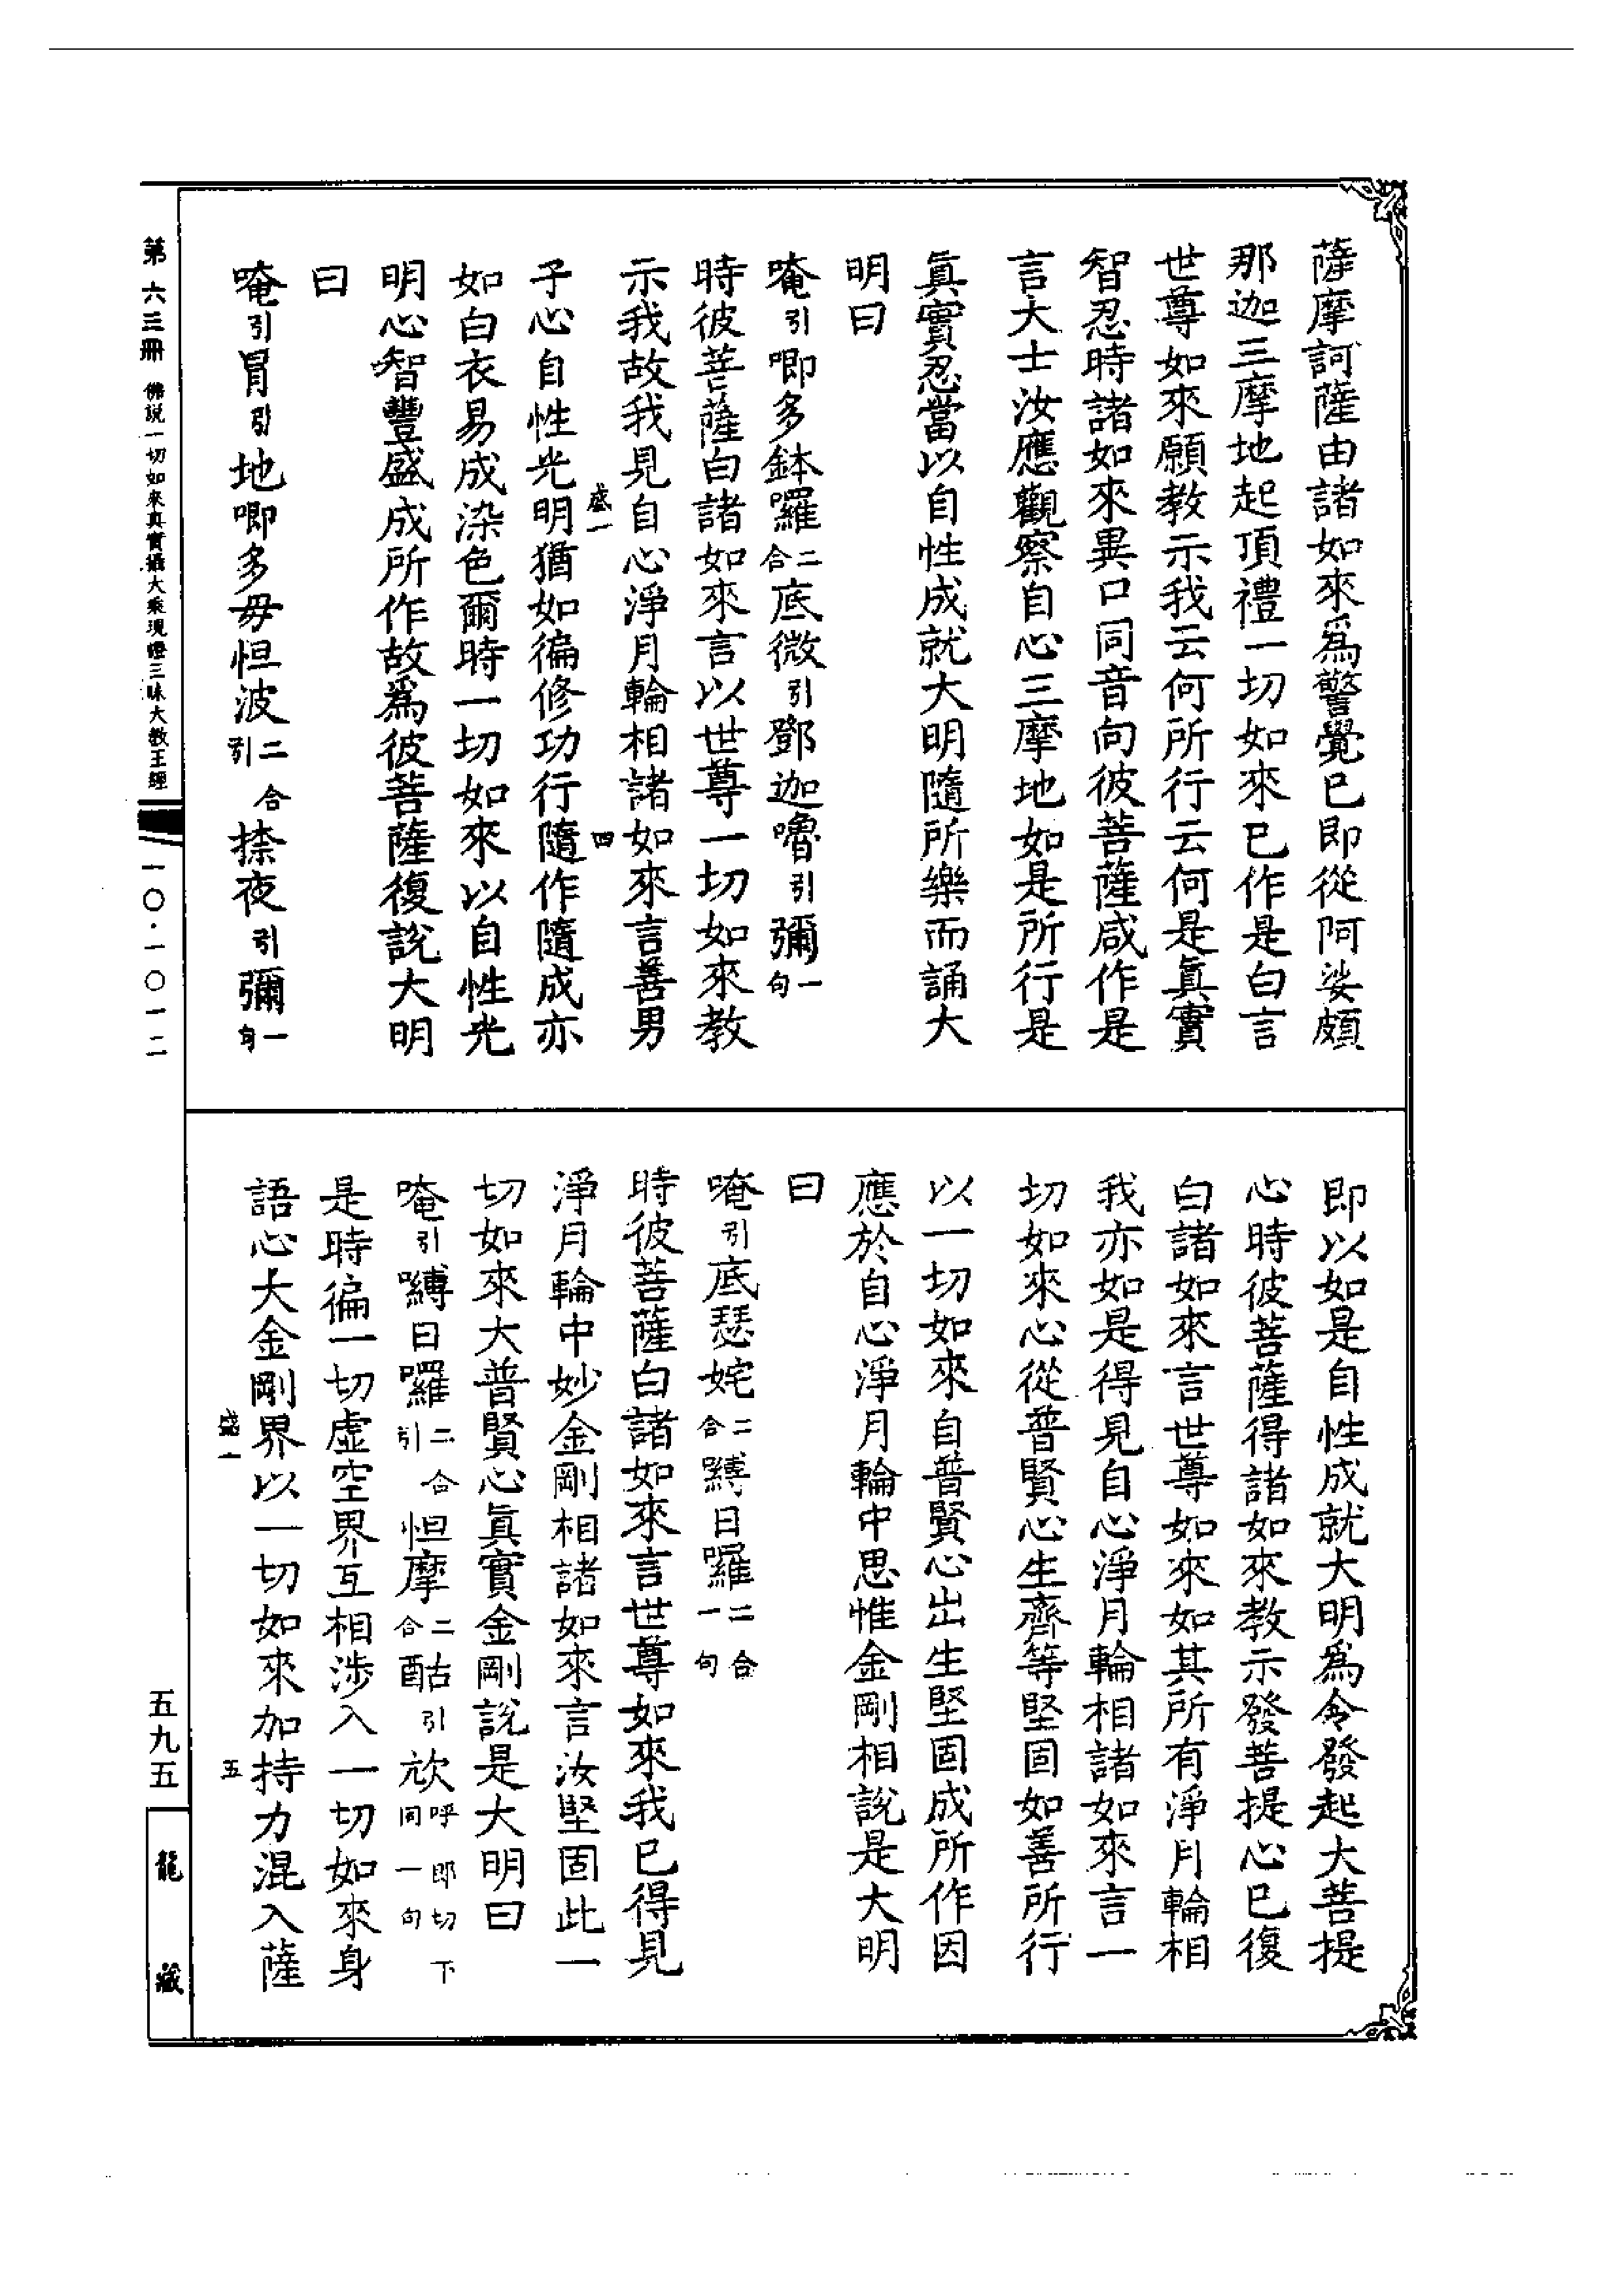 薩摩訶薩由諸如來爲警覺已即從阿娑頗
那迦三摩地起頂禮一切如來已作是白言
世尊如來願教示我云何所行云何是眞實
智忍時諸如來異口同音向彼菩薩咸作是
言大士汝應觀察自心三摩地如是所行是
眞實忍當以自性成就大明隨所樂而誦大
明曰
唵引唧多鉢囉二合底微引鄧迦嚕引彌一句
時彼菩薩白諸如來言以世尊一切如來教
示我故我見自心淨月輪相諸如來言善男
盛一
四
子心自性光明猶如徧修功行隨作隨成亦
如白衣易成染色爾時一切如來以自性光
明心智豐盛成所作故爲彼菩薩復說大明
曰
唵引冒引地唧多毋怛波二合引捺夜引彌一句
即以如是自性成就大明爲令發起大菩提
心時彼菩薩得諸如來教示發菩提心已復
白諸如來言世尊如來如其所有淨月輪相
我亦如是得見自心淨月輪相諸如來言一
切如來心從普賢心生齊等堅固如善所行
以一切如來自普賢心出生堅固成所作因
應於自心淨月輪中思惟金剛相說是大明
曰
唵引底瑟姹二合嚩日囉二合一句
時彼菩薩白諸如來言世尊如來我已得見
淨月輪中妙金剛相諸如來言汝堅固此一
切如來大普賢心眞實金剛說是大明曰
唵引嚩日囉二合引怛摩二合酤引㰠呼郎切下同一句
是時徧一切虛空界互相涉入一切如來身
語心大金剛界以一切如來加持力混入薩
盛一
五
第六三冊 佛説一切如來真實攝大乘現證三昧大教王經
一〇·一〇一二
五九五
龍藏